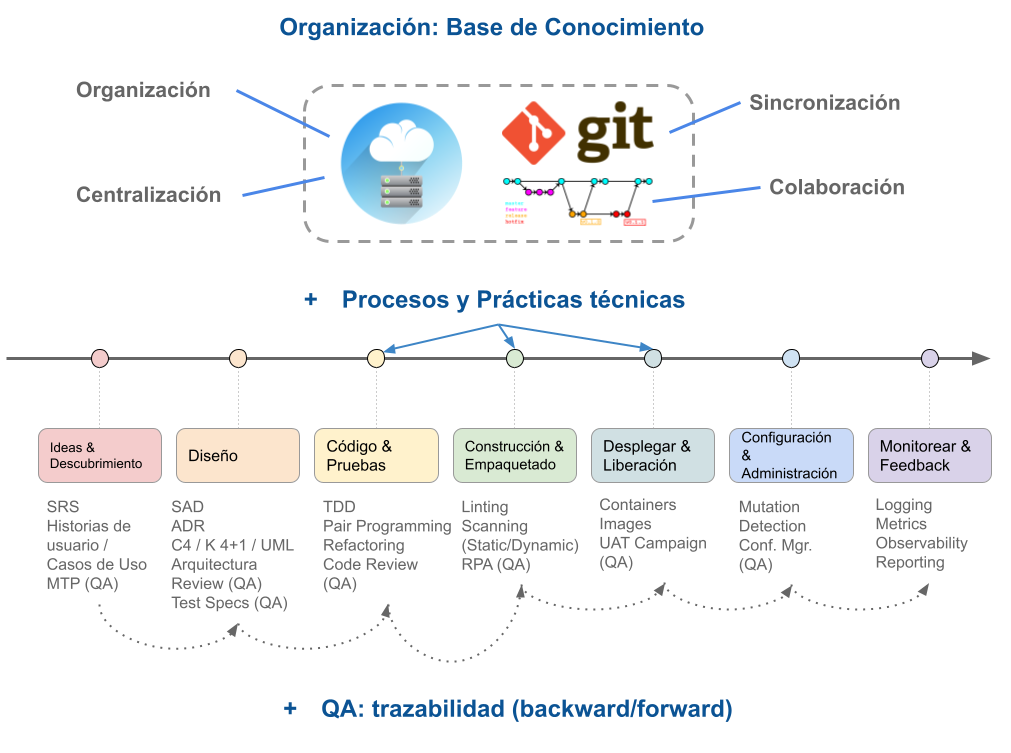 Organización: Base de Conocimiento
Organización
Sincronización
git
Centralización
Colaboración
master
feature
release
hotfix
+ Procesos y Prácticas técnicas
Ideas &
Descubrimiento
Diseño
Código &
Pruebas
Construcción &
Empaquetado
Desplegar &
Liberación
Configuración
&
Administración
Monitorear &
Feedback
SRS
Historias de
usuario /
Casos de Uso
MTP (QA)
SAD
ADR
C4 / K 4+1 / UML
Arquitectura
Review (QA)
Test Specs (QA)
TDD
Pair Programming
Refactoring
Code Review
(QA)
Linting
Scanning
(Static/Dynamic)
RPA (QA)
Containers
Images
UAT Campaign
(QA)
Mutation
Detection
Conf. Mgr.
(QA)
Logging
Metrics
Observability
Reporting
+ QA: trazabilidad (backward/forward)